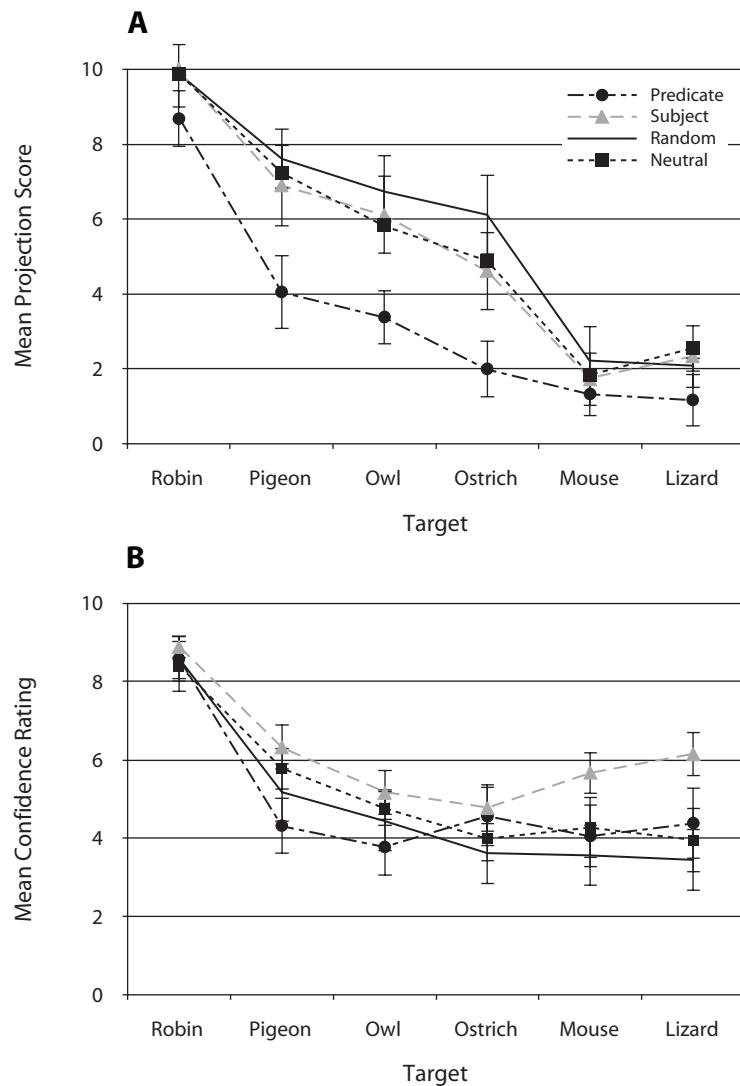 A
10
8
6
4
2
0
Mean Projection Score
Predicate
Subject
Random
Neutral
Robin Pigeon Owl Ostrich Mouse Lizard
Target
B
10
8
6
4
2
0
Mean Confidence Rating
Robin Pigeon Owl Ostrich Mouse Lizard
Target